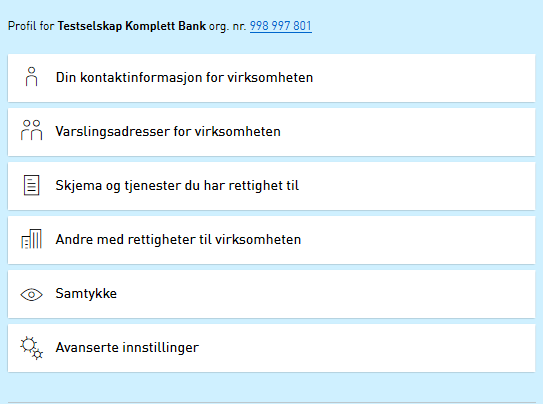 Profil for Testselskap Komplett Bank org. nr. 998 997 801
Din kontaktinformasjon for virksomheten
Varslingsadresser for virksomheten
Skjema og tjenester du har rettighet til
Andre med rettigheter til virksomheten
Samtykke
Avanserte innstillinger